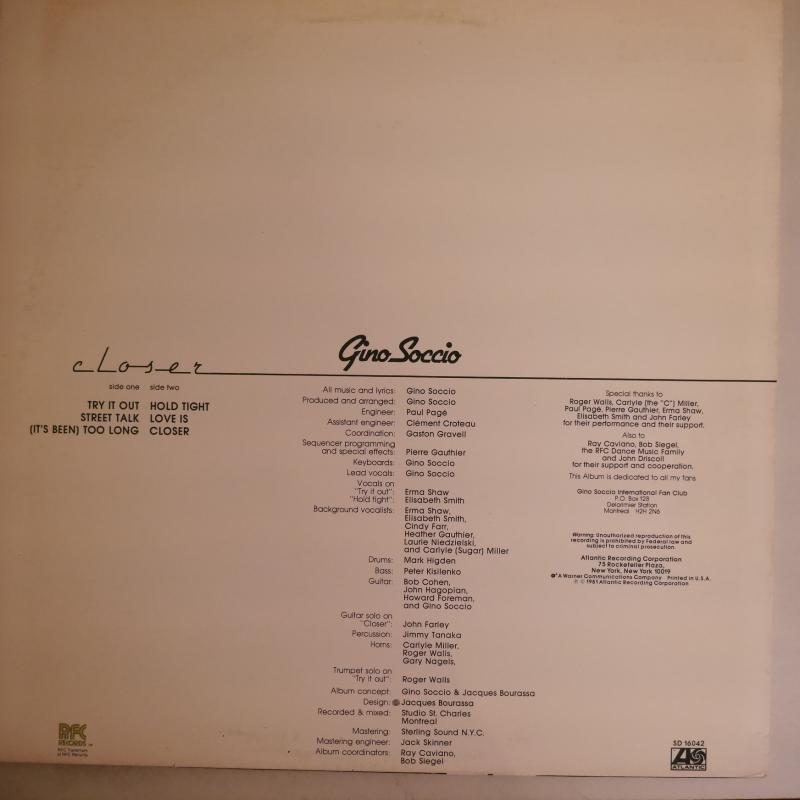 closer
Gino Soccio
side one side two
TRY IT OUT HOLD TIGHT
STREET TALK LOVE IS
(IT'S BEEN) TOO LONG CLOSER
All music and lyrics: Gino Soccio
Produced and arranged: Gino Soccio
Engineer: Paul Pagé
Assistant engineer: Clément Croteau
Coordination: Gaston Gravell
Sequencer programming
and special effects: Pierre Gauthier
Keyboards: Gino Soccio
Lead vocals: Gino Soccio
Vocals on
"Try it out": Erma Shaw
"Hold tight": Elisabeth Smith
Background vocalists: Erma Shaw,
Elisabeth Smith,
Cindy Farr,
Heather Gauthier,
Laurie Niedzielski,
and Carlyle (Sugar) Miller
Drums: Mark Higden
Bass: Peter Kisilenko
Guitar: Bob Cohen,
John Hagopian,
Howard Foreman,
and Gino Soccio
Guitar solo on
"Closer": John Farley
Percussion: Jimmy Tanaka
Horns: Carlyle Miller,
Roger Walls,
Gary Nagels,
Trumpet solo on
"Try it out": Roger Walls
Album concept: Gino Soccio & Jacques Bourassa
Design: Jacques Bourassa
Recorded & mixed: Studio St. Charles
Montreal
Mastering: Sterling Sound N.Y.C.
Mastering engineer: Jack Skinner
Album coordinators: Ray Caviano,
Bob Siegel
Special thanks to
Roger Walls, Carlyle (the "C") Miller,
Paul Pagé, Pierre Gauthier, Erma Shaw,
Elisabeth Smith and John Farley
for their performance and their support.
Also to
Ray Caviano, Bob Siegel,
the RFC Dance Music Family
and John Driscoll
for their support and cooperation.
This Album is dedicated to all my fans
Gino Soccio International Fan Club
P.O. Box 128
Delorimier Station
Montreal H2H 2N6
Warning: Unauthorized reproduction of this
recording is prohibited by Federal law and
subject to criminal prosecution.
Atlantic Recording Corporation
75 Rockefeller Plaza,
New York, New York 10019
A Warner Communications Company Printed in U.S.A.
℗ © 1981 Atlantic Recording Corporation
RFC
RECORDS
RFC Trademark
of RFC Records
SD 16042
ATLANTIC